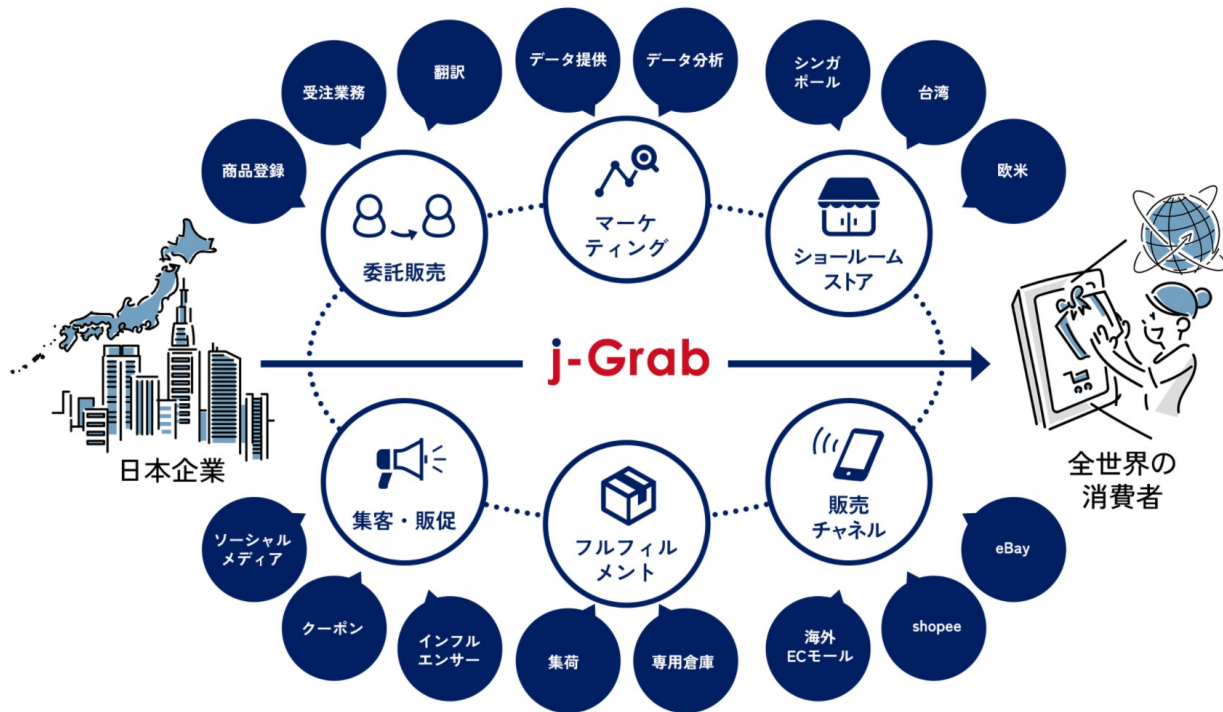 データ提供
データ分析
シンガ
ポール
翻訳
受注業務
台湾
商品登録
欧米
委託販売
マーケ
ティング
ショールーム
ストア
j-Grab
日本企業
全世界の
消費者
集客・販促
フルフィル
メント
販売
チャネル
ソーシャル
メディア
eBay
クーポン
インフル
エンサー
集荷
専用倉庫
海外
ECモール
shopee